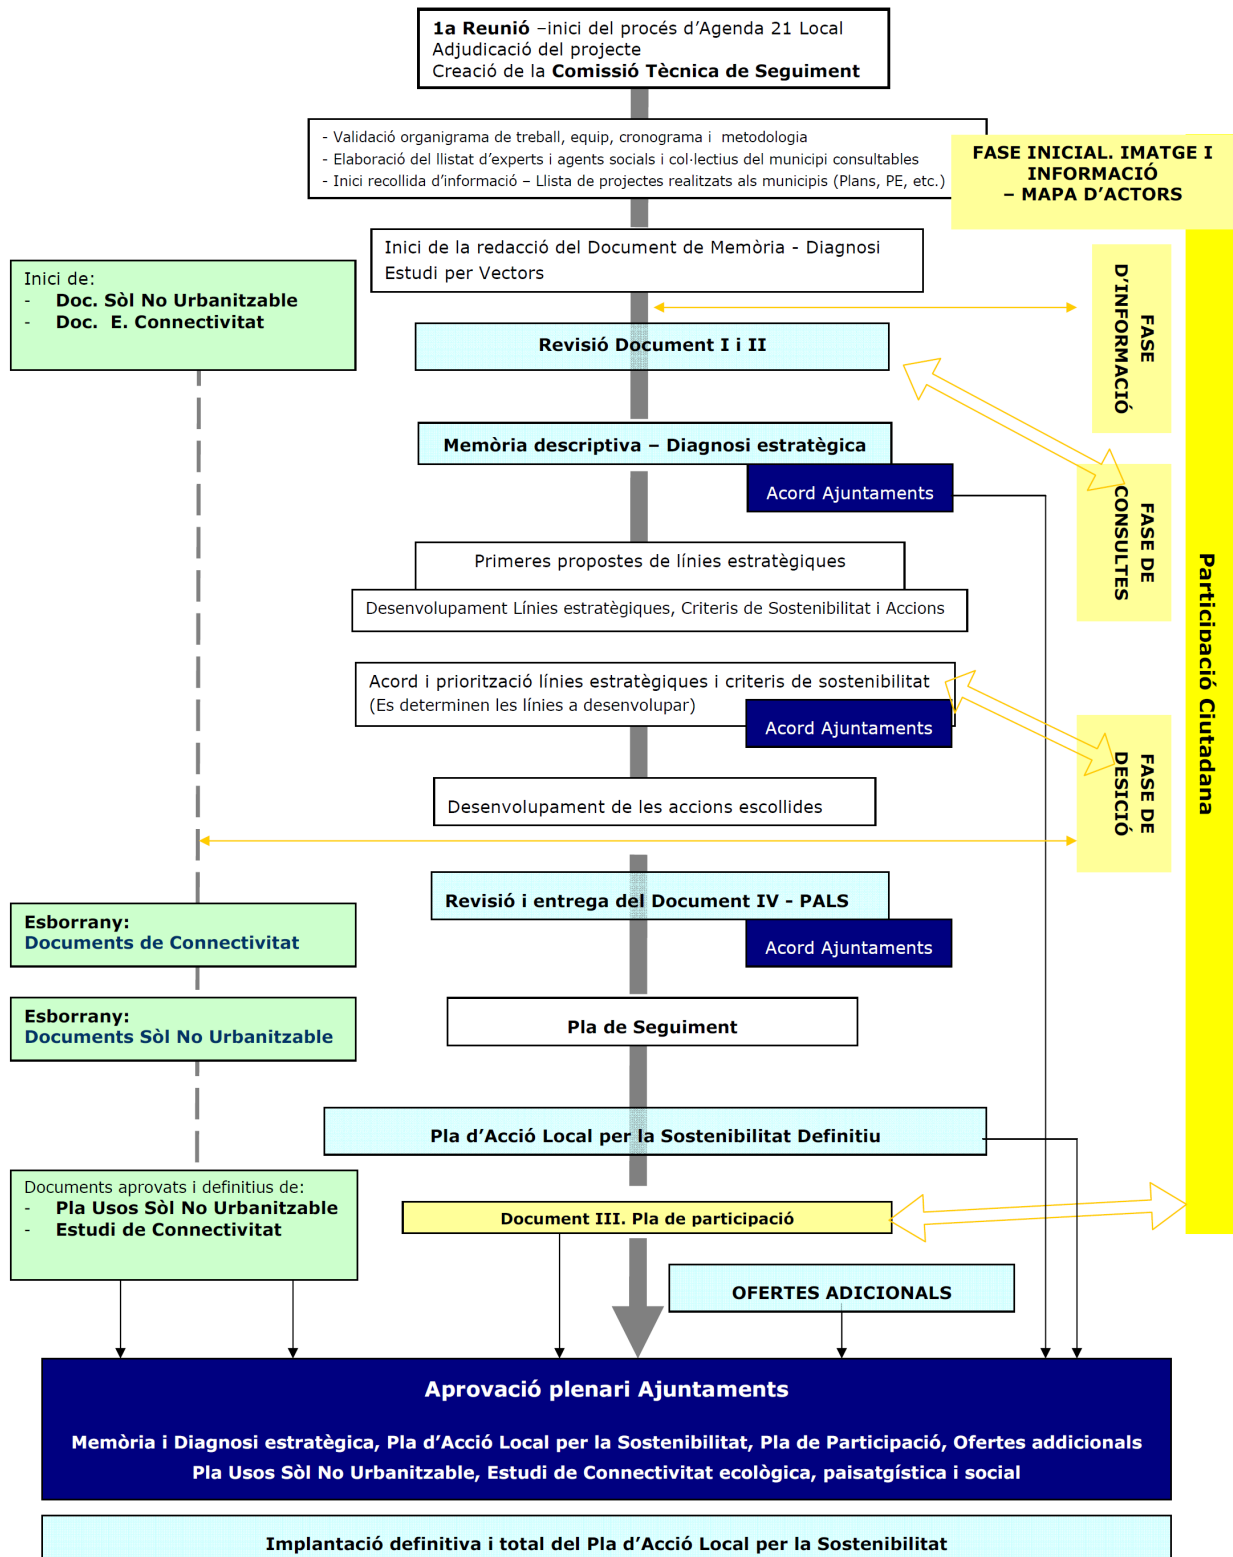 1a Reunió –inici del procés d’Agenda 21 Local
Adjudicació del projecte
Creació de la Comissió Tècnica de Seguiment
- Validació organigrama de treball, equip, cronograma i metodologia
- Elaboració del llistat d’experts i agents socials i col·lectius del municipi consultables
- Inici recollida d’informació – Llista de projectes realitzats als municipis (Plans, PE, etc.)
FASE INICIAL. IMATGE I
INFORMACIÓ
– MAPA D’ACTORS
Inici de la redacció del Document de Memòria - Diagnosi
Estudi per Vectors
Inici de:
- Doc. Sòl No Urbanitzable
- Doc. E. Connectivitat
FASE
D’INFORMACIÓ
Revisió Document I i II
Memòria descriptiva – Diagnosi estratègica
Acord Ajuntaments
FASE DE
CONSULTES
Primeres propostes de línies estratègiques
Desenvolupament Línies estratègiques, Criteris de Sostenibilitat i Accions
Participació Ciutadana
Acord i priorització línies estratègiques i criteris de sostenibilitat
(Es determinen les línies a desenvolupar)
Acord Ajuntaments
FASE DE
DESICIÓ
Desenvolupament de les accions escollides
Revisió i entrega del Document IV - PALS
Acord Ajuntaments
Esborrany:
Documents de Connectivitat
Esborrany:
Documents Sòl No Urbanitzable
Pla de Seguiment
Pla d’Acció Local per la Sostenibilitat Definitiu
Documents aprovats i definitius de:
- Pla Usos Sòl No Urbanitzable
- Estudi de Connectivitat
Document III. Pla de participació
OFERTES ADICIONALS
Aprovació plenari Ajuntaments
Memòria i Diagnosi estratègica, Pla d’Acció Local per la Sostenibilitat, Pla de Participació, Ofertes addicionals
Pla Usos Sòl No Urbanitzable, Estudi de Connectivitat ecològica, paisatgística i social
Implantació definitiva i total del Pla d’Acció Local per la Sostenibilitat